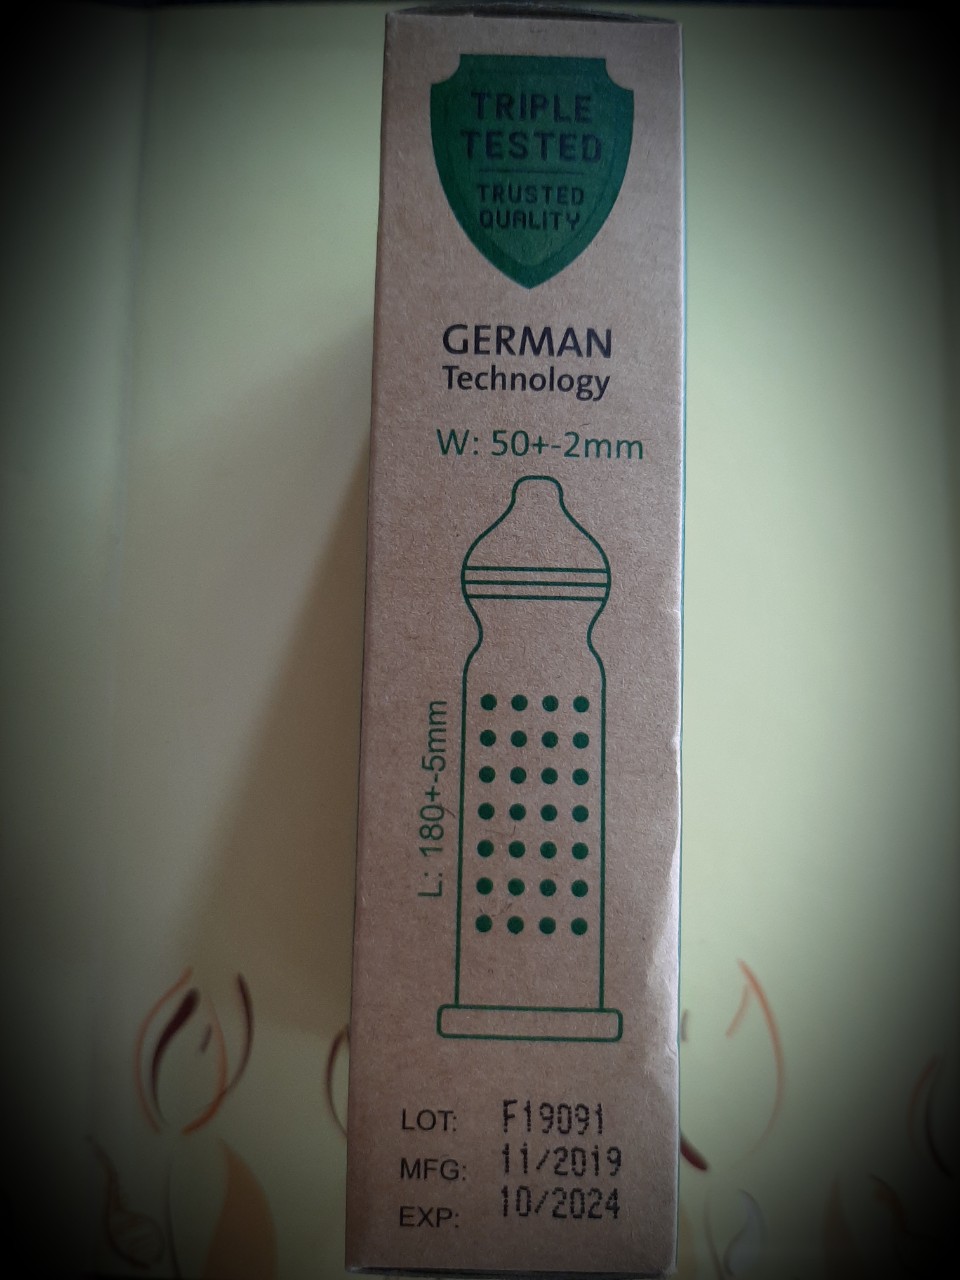 TRIPLE
TESTED
TRUSTED
QUALITY
GERMAN
Technology
W: 50+-2mm
L: 180+-5mm
LOT: F19091
MFG: 11/2019
EXP: 10/2024